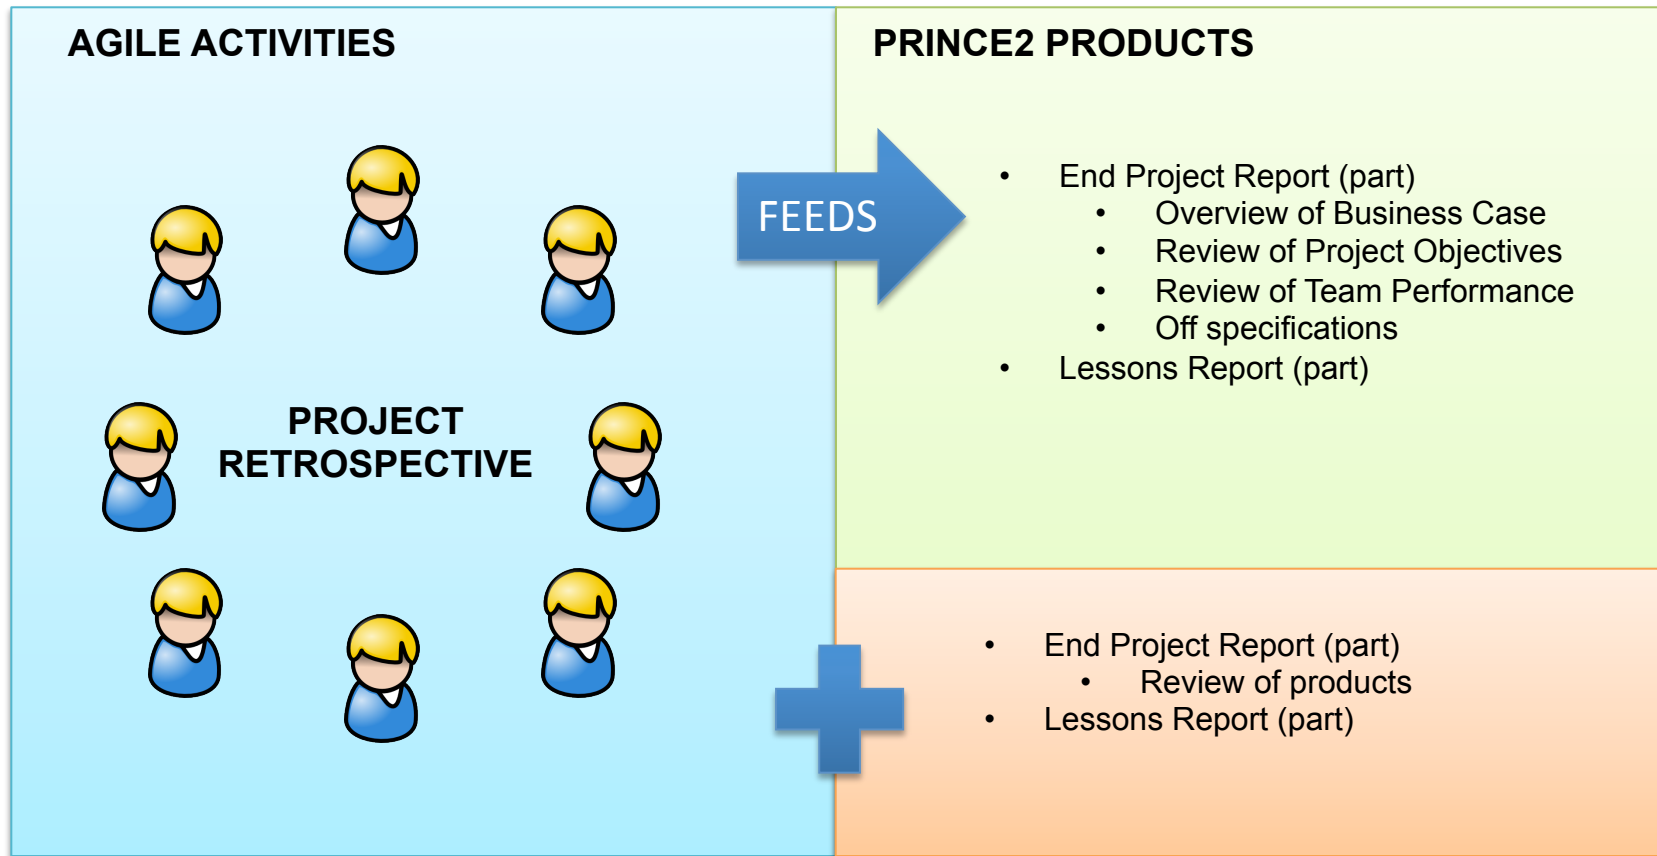 AGILE ACTIVITIES
PROJECT
RETROSPECTIVE
FEEDS
PRINCE2 PRODUCTS
• End Project Report (part)
• Overview of Business Case
• Review of Project Objectives
• Review of Team Performance
• Off specifications
• Lessons Report (part)
• End Project Report (part)
• Review of products
• Lessons Report (part)